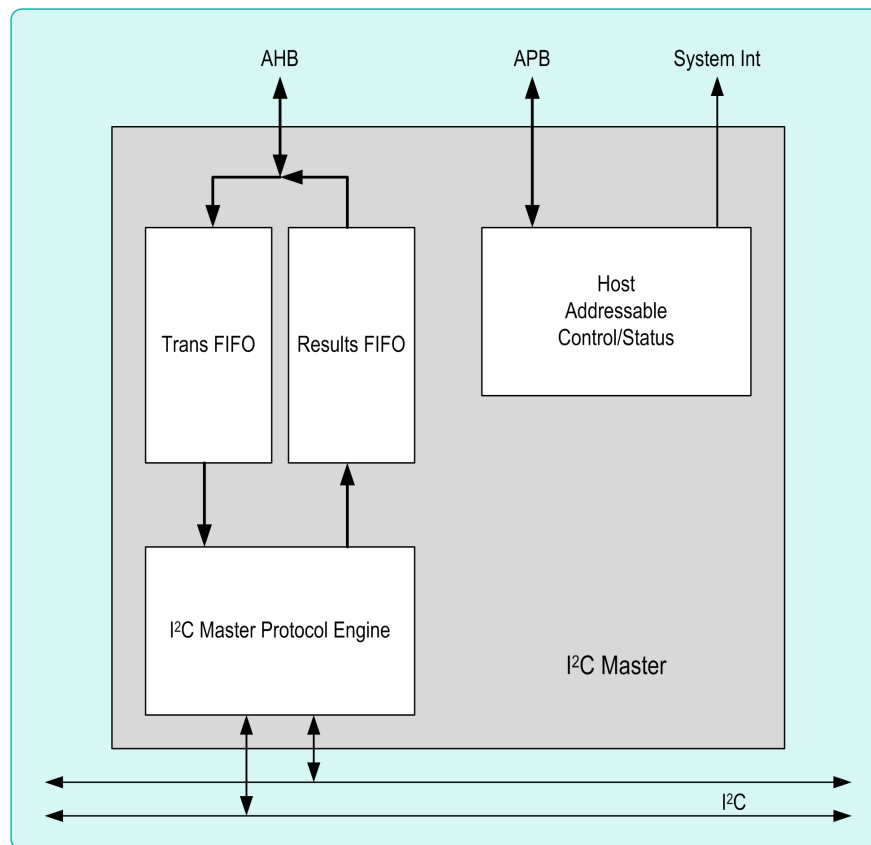 AHB
APB
System Int
Trans FIFO
Results FIFO
Host
Addressable
Control/Status
I²C Master Protocol Engine
I²C Master
I²C